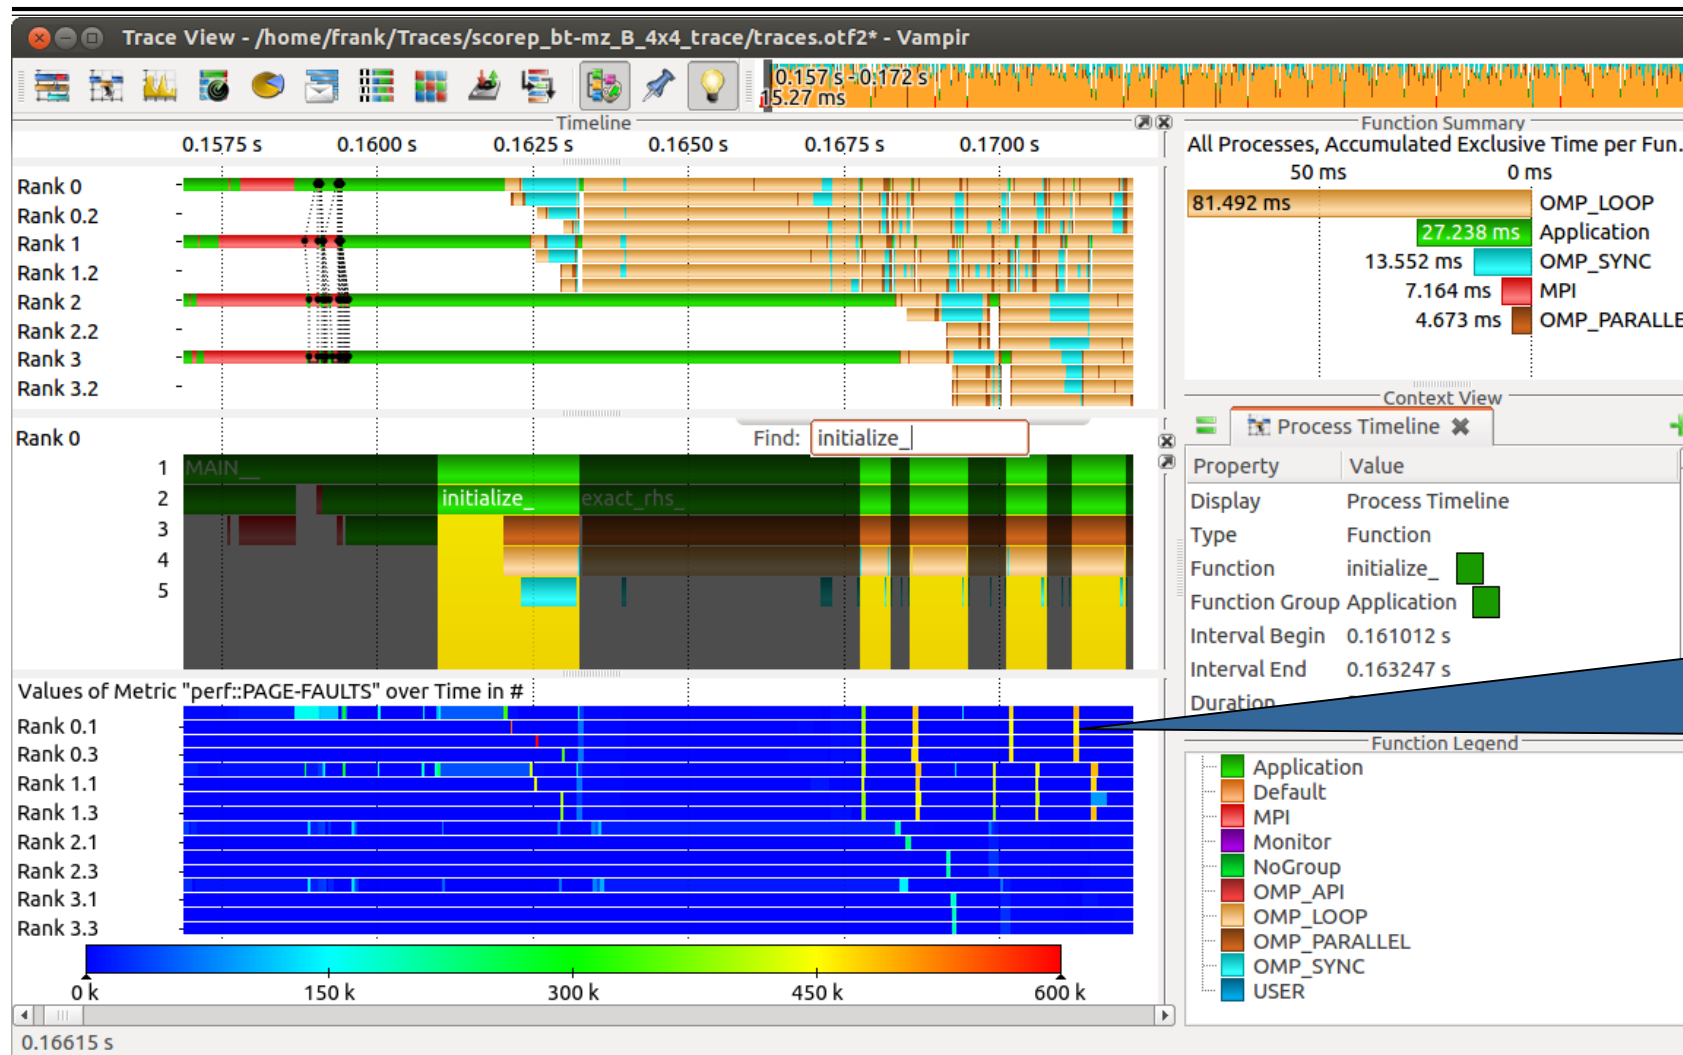 Trace View - /home/frank/Traces/scorep_bt-mz_B_4x4_trace/traces.otf2* - Vampir
0.157 s - 0.172 s
15.27 ms
Timeline
0.1575 s 0.1600 s 0.1625 s 0.1650 s 0.1675 s 0.1700 s
Rank 0
Rank 0.2
Rank 1
Rank 1.2
Rank 2
Rank 2.2
Rank 3
Rank 3.2
Rank 0
Find: initialize_
1 MAIN__
2 initialize_ exact_rhs_
3
4
5
Values of Metric "perf::PAGE-FAULTS" over Time in #
Rank 0.1
Rank 0.3
Rank 1.1
Rank 1.3
Rank 2.1
Rank 2.3
Rank 3.1
Rank 3.3
0 k 150 k 300 k 450 k 600 k
0.16615 s
Function Summary
All Processes, Accumulated Exclusive Time per Fun.
50 ms 0 ms
81.492 ms OMP_LOOP
27.238 ms Application
13.552 ms OMP_SYNC
7.164 ms MPI
4.673 ms OMP_PARALLE
Context View
Process Timeline
Property Value
Display Process Timeline
Type Function
Function initialize_
Function Group Application
Interval Begin 0.161012 s
Interval End 0.163247 s
Duration
Function Legend
Application
Default
MPI
Monitor
NoGroup
OMP_API
OMP_LOOP
OMP_PARALLEL
OMP_SYNC
USER